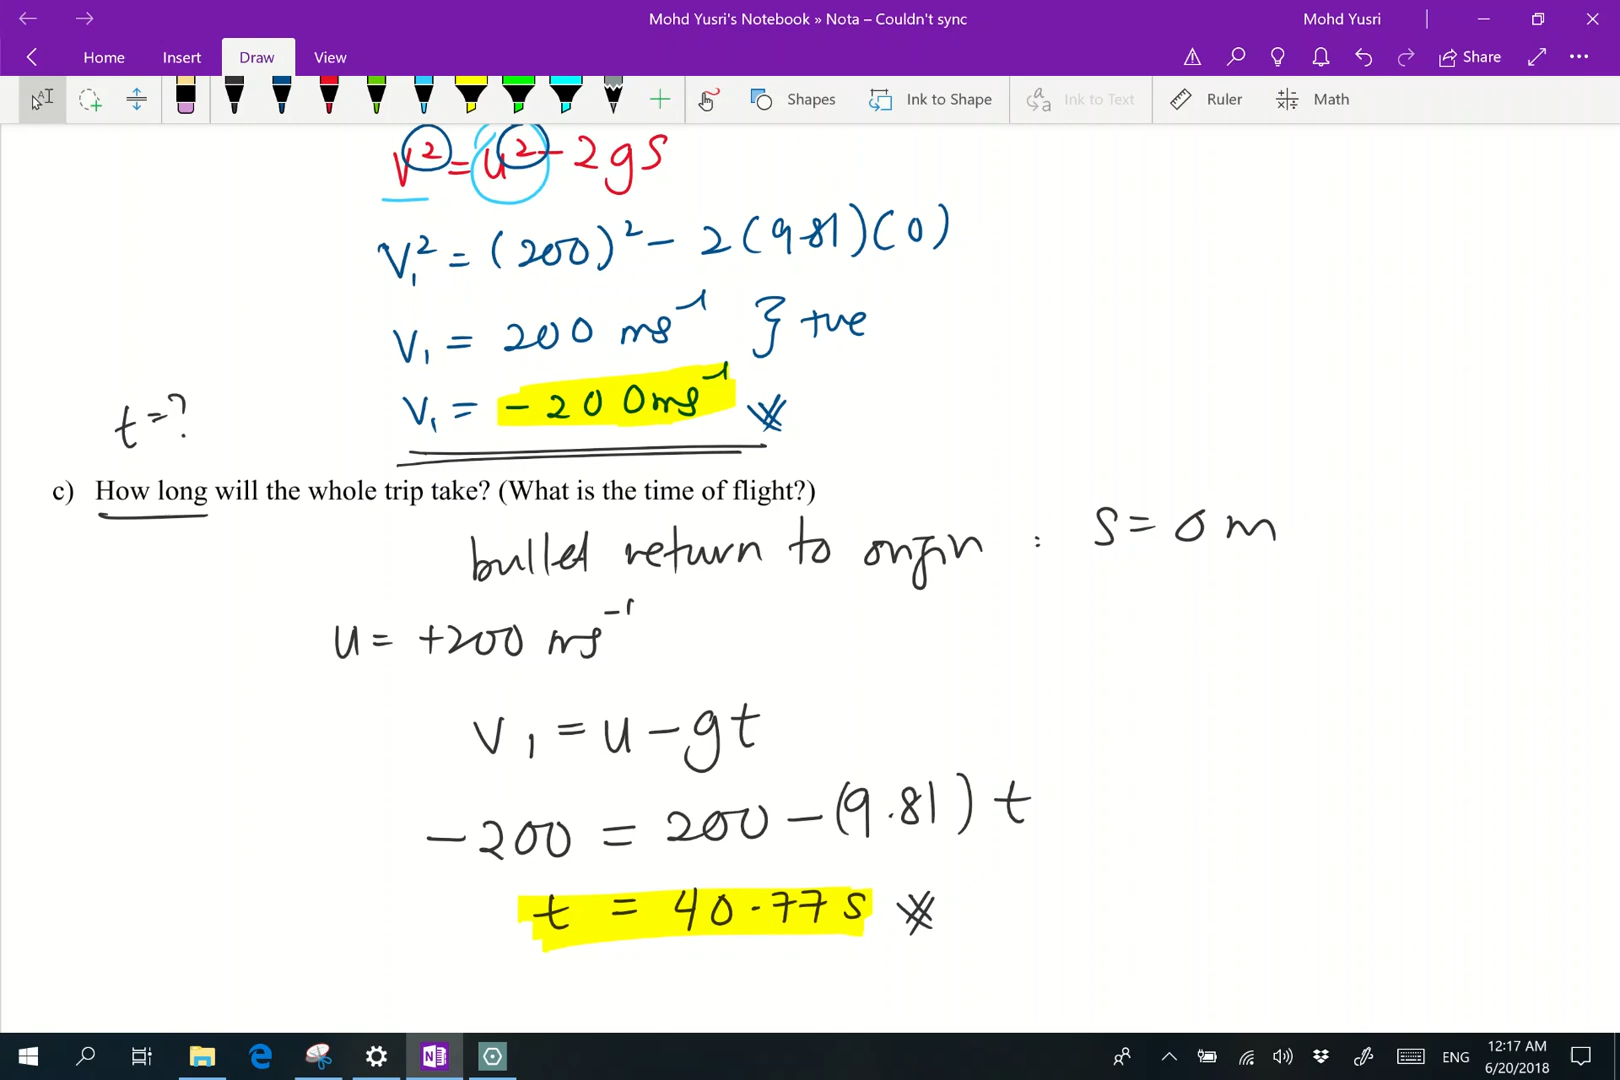 Mohd Yusri's Notebook » Nota – Couldn't sync
Mohd Yusri
Home Insert Draw View
Share
Shapes Ink to Shape Ink to Text Ruler Math
v² = u² - 2gs
V₁² = (200)² - 2(9.81)(0)
V₁ = 200 ms⁻¹ } +ve
V₁ = -200ms⁻¹
t=?
c) How long will the whole trip take? (What is the time of flight?)
bullet return to origin : S = 0 m
u = +200 ms⁻¹
V₁ = u - gt
-200 = 200 - (9.81) t
t = 40.77s
ENG
12:17 AM
6/20/2018